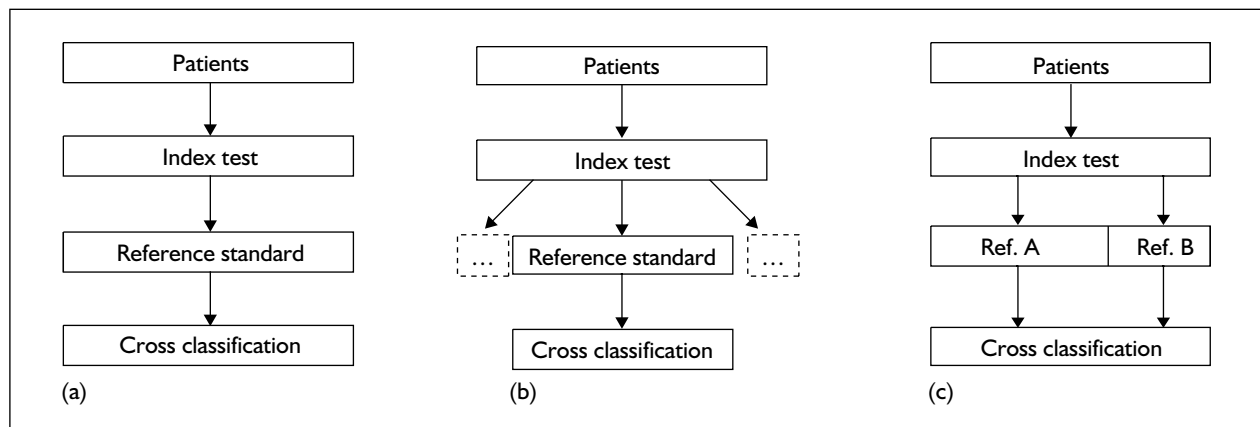 Patients
Index test
Reference standard
Cross classification
(a)
Patients
Index test
… Reference standard …
Cross classification
(b)
Patients
Index test
Ref. A Ref. B
Cross classification
(c)